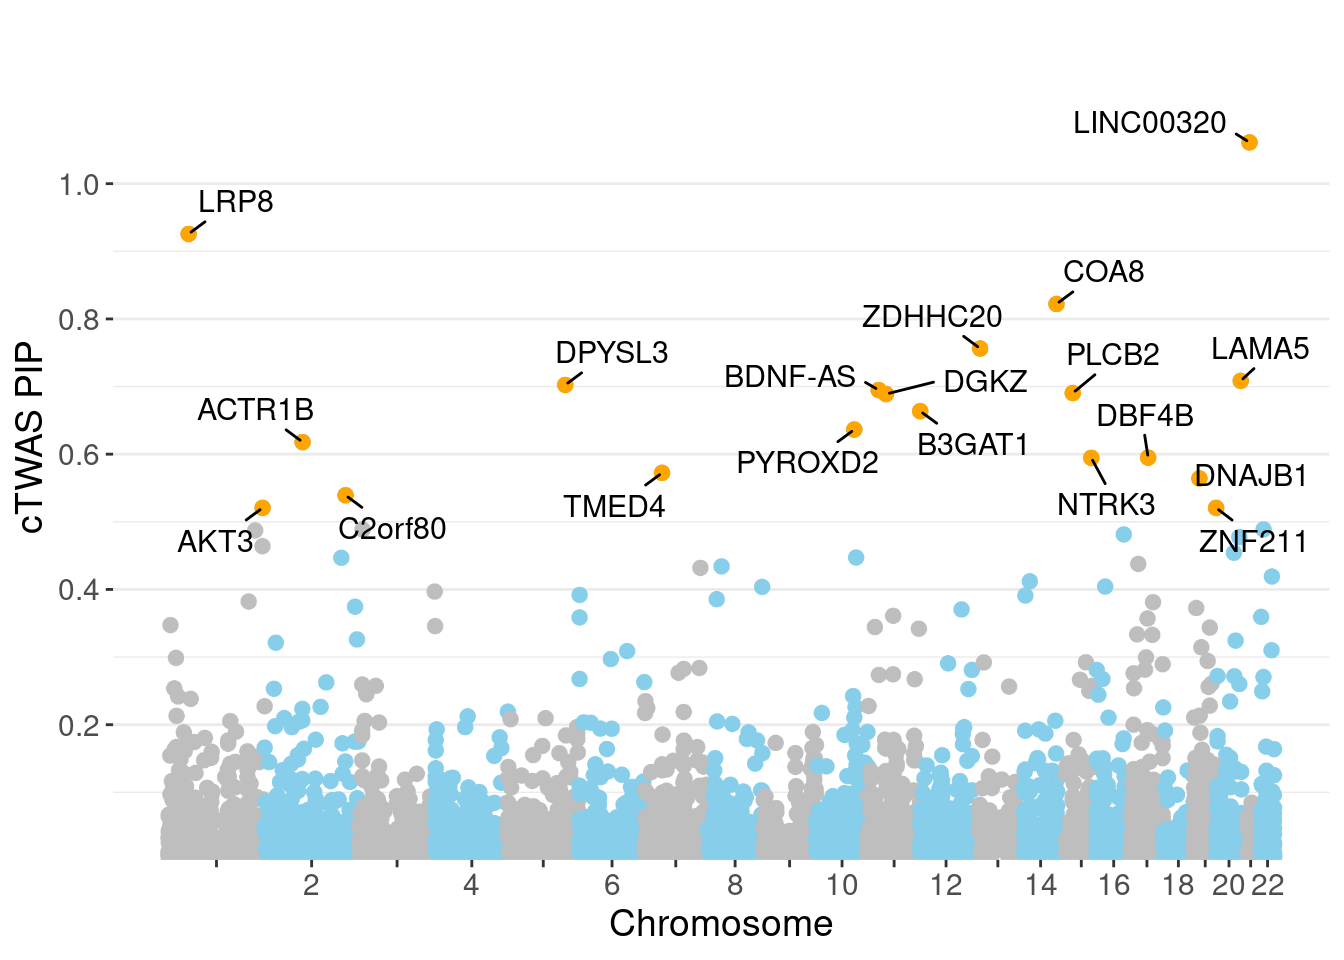 LINC00320
1.0
LRP8
COA8
0.8
ZDHHC20
DPYSL3
PLCB2
LAMA5
BDNF-AS
DGKZ
ACTR1B
DBF4B
0.6
PYROXD2
B3GAT1
DNAJB1
TMED4
NTRK3
AKT3
C2orf80
ZNF211
0.4
0.2
cTWAS PIP
2 4 6 8 10 12 14 16 18 20 22
Chromosome